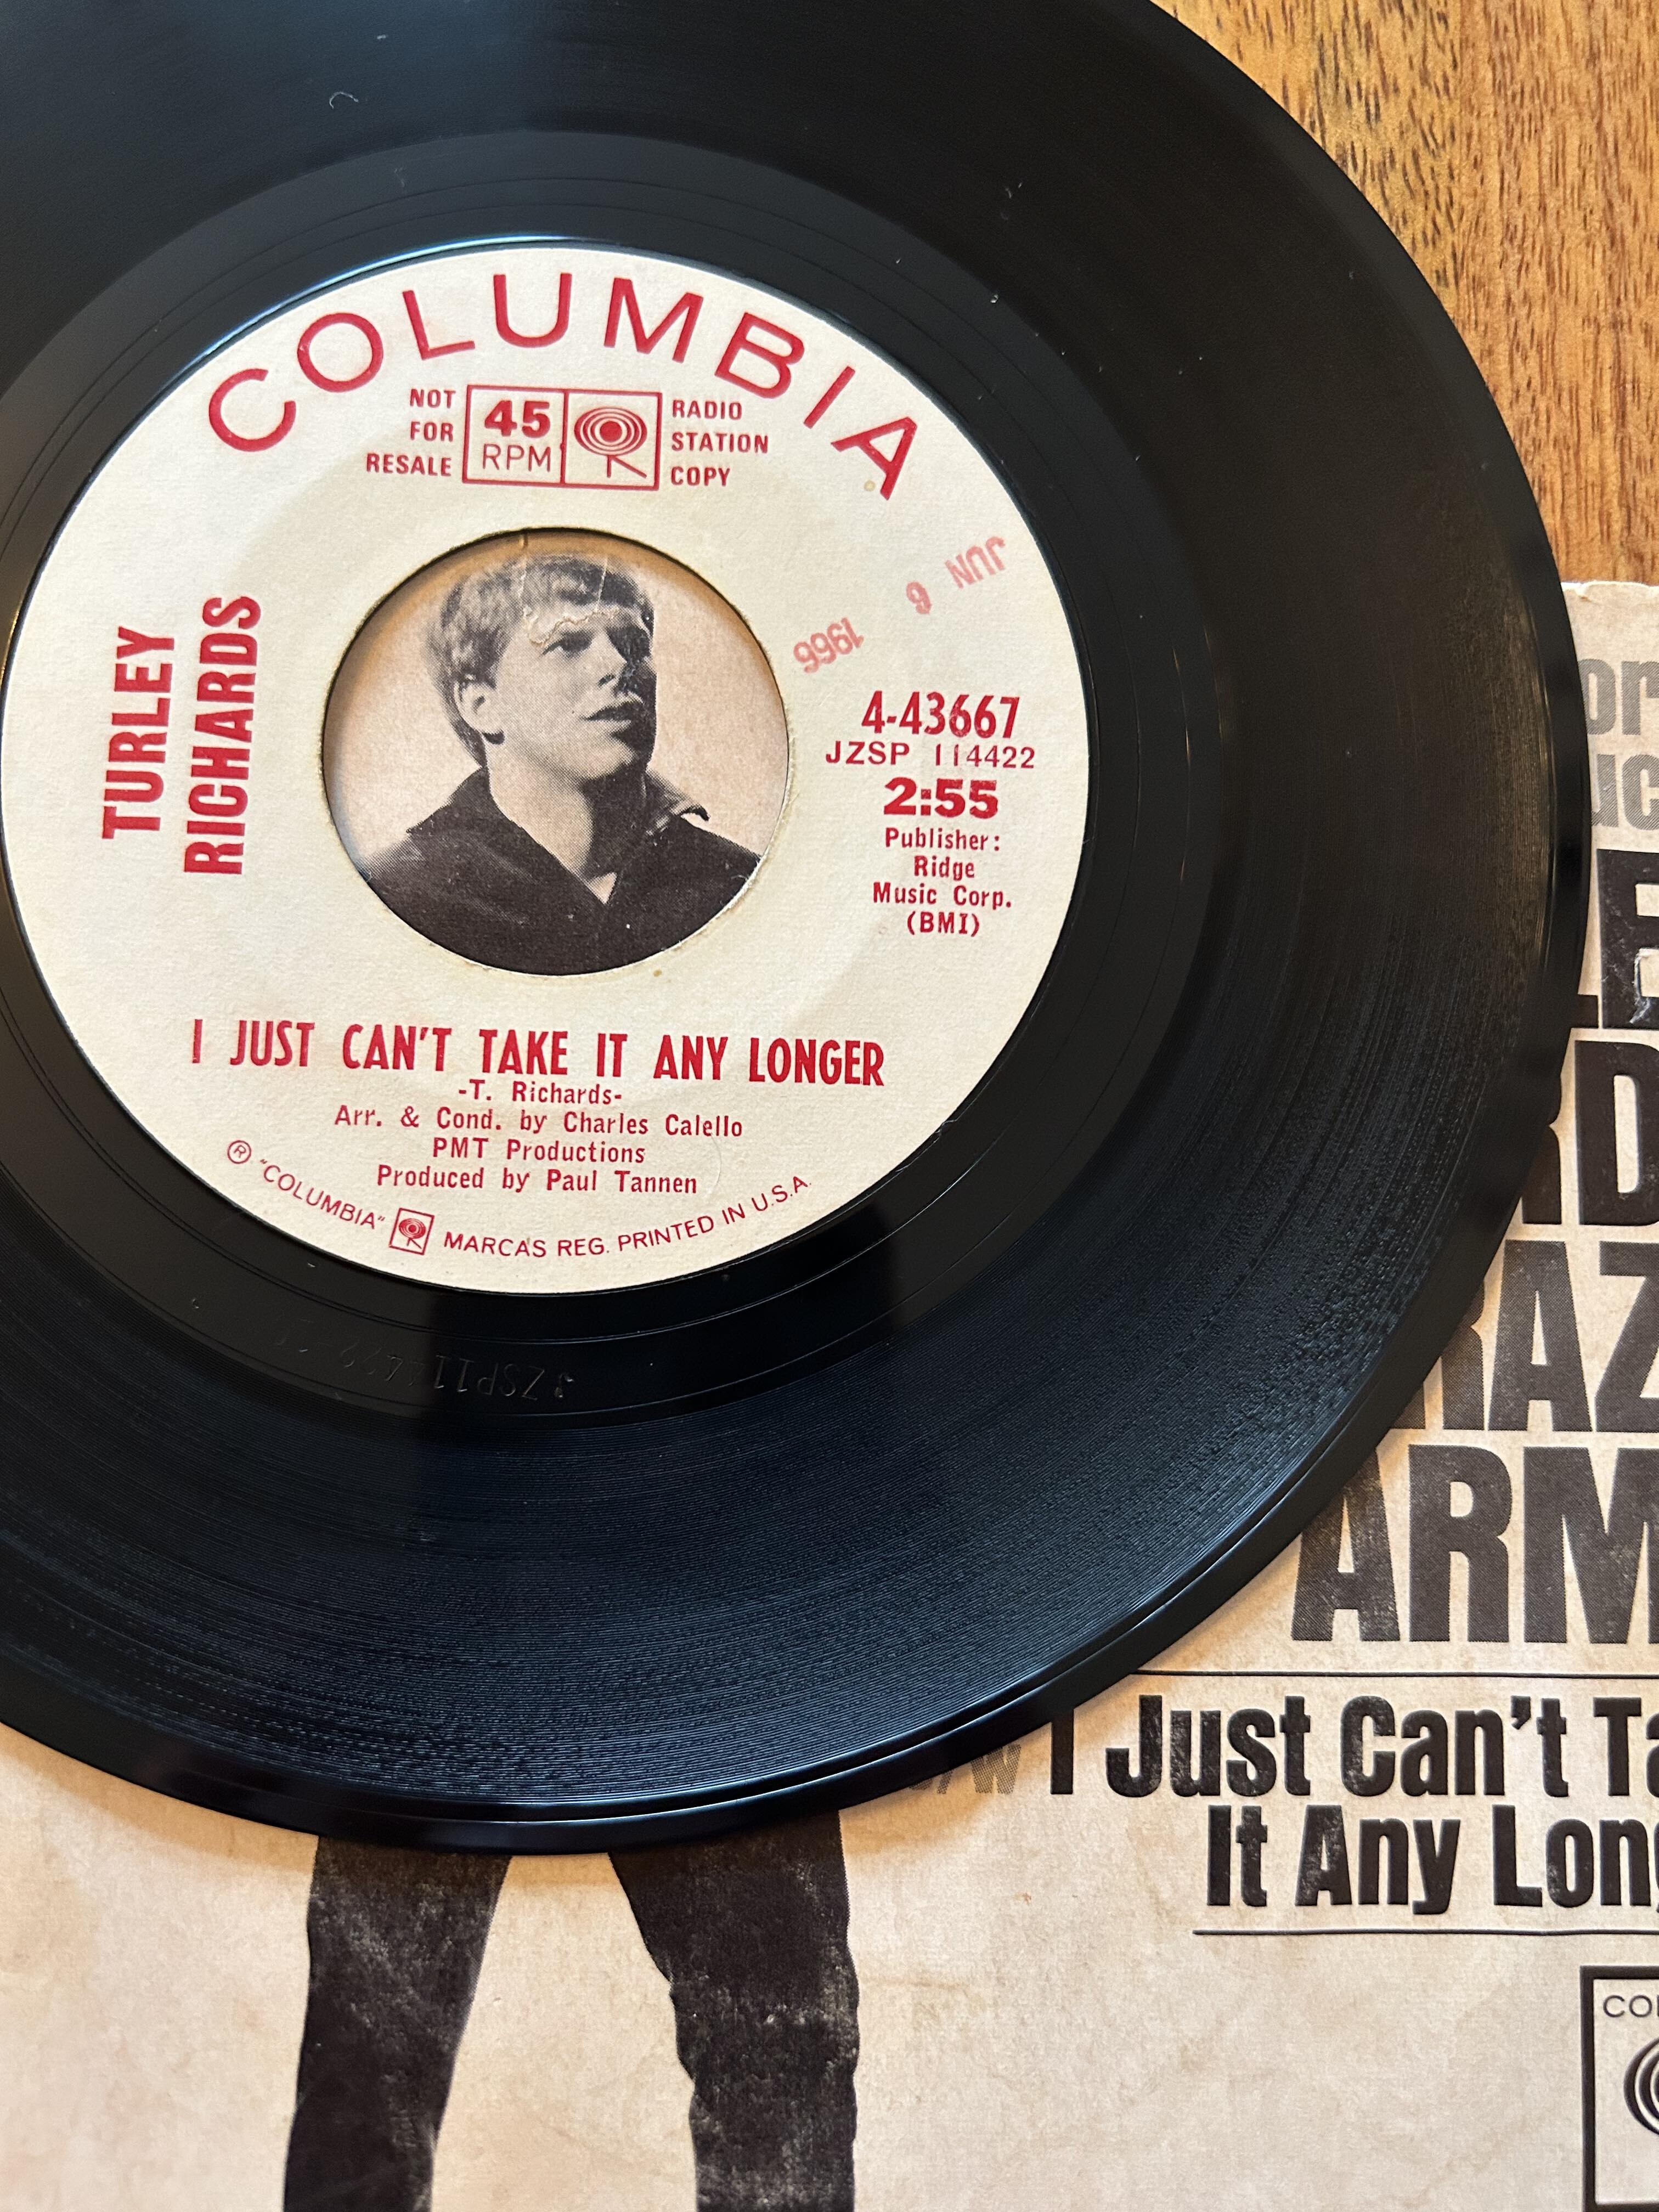 COLUMBIA
NOT
FOR
RESALE
45
RPM
RADIO
STATION
COPY
JUN 6 1966
TURLEY
RICHARDS
4-43667
JZSP 114422
2:55
Publisher:
Ridge
Music Corp.
(BMI)
I JUST CAN'T TAKE IT ANY LONGER
-T. Richards-
Arr. & Cond. by Charles Calello
PMT Productions
Produced by Paul Tannen
® "COLUMBIA" MARCAS REG. PRINTED IN U.S.A.
ARM
c/w I Just Can't Ta
It Any Long
COL